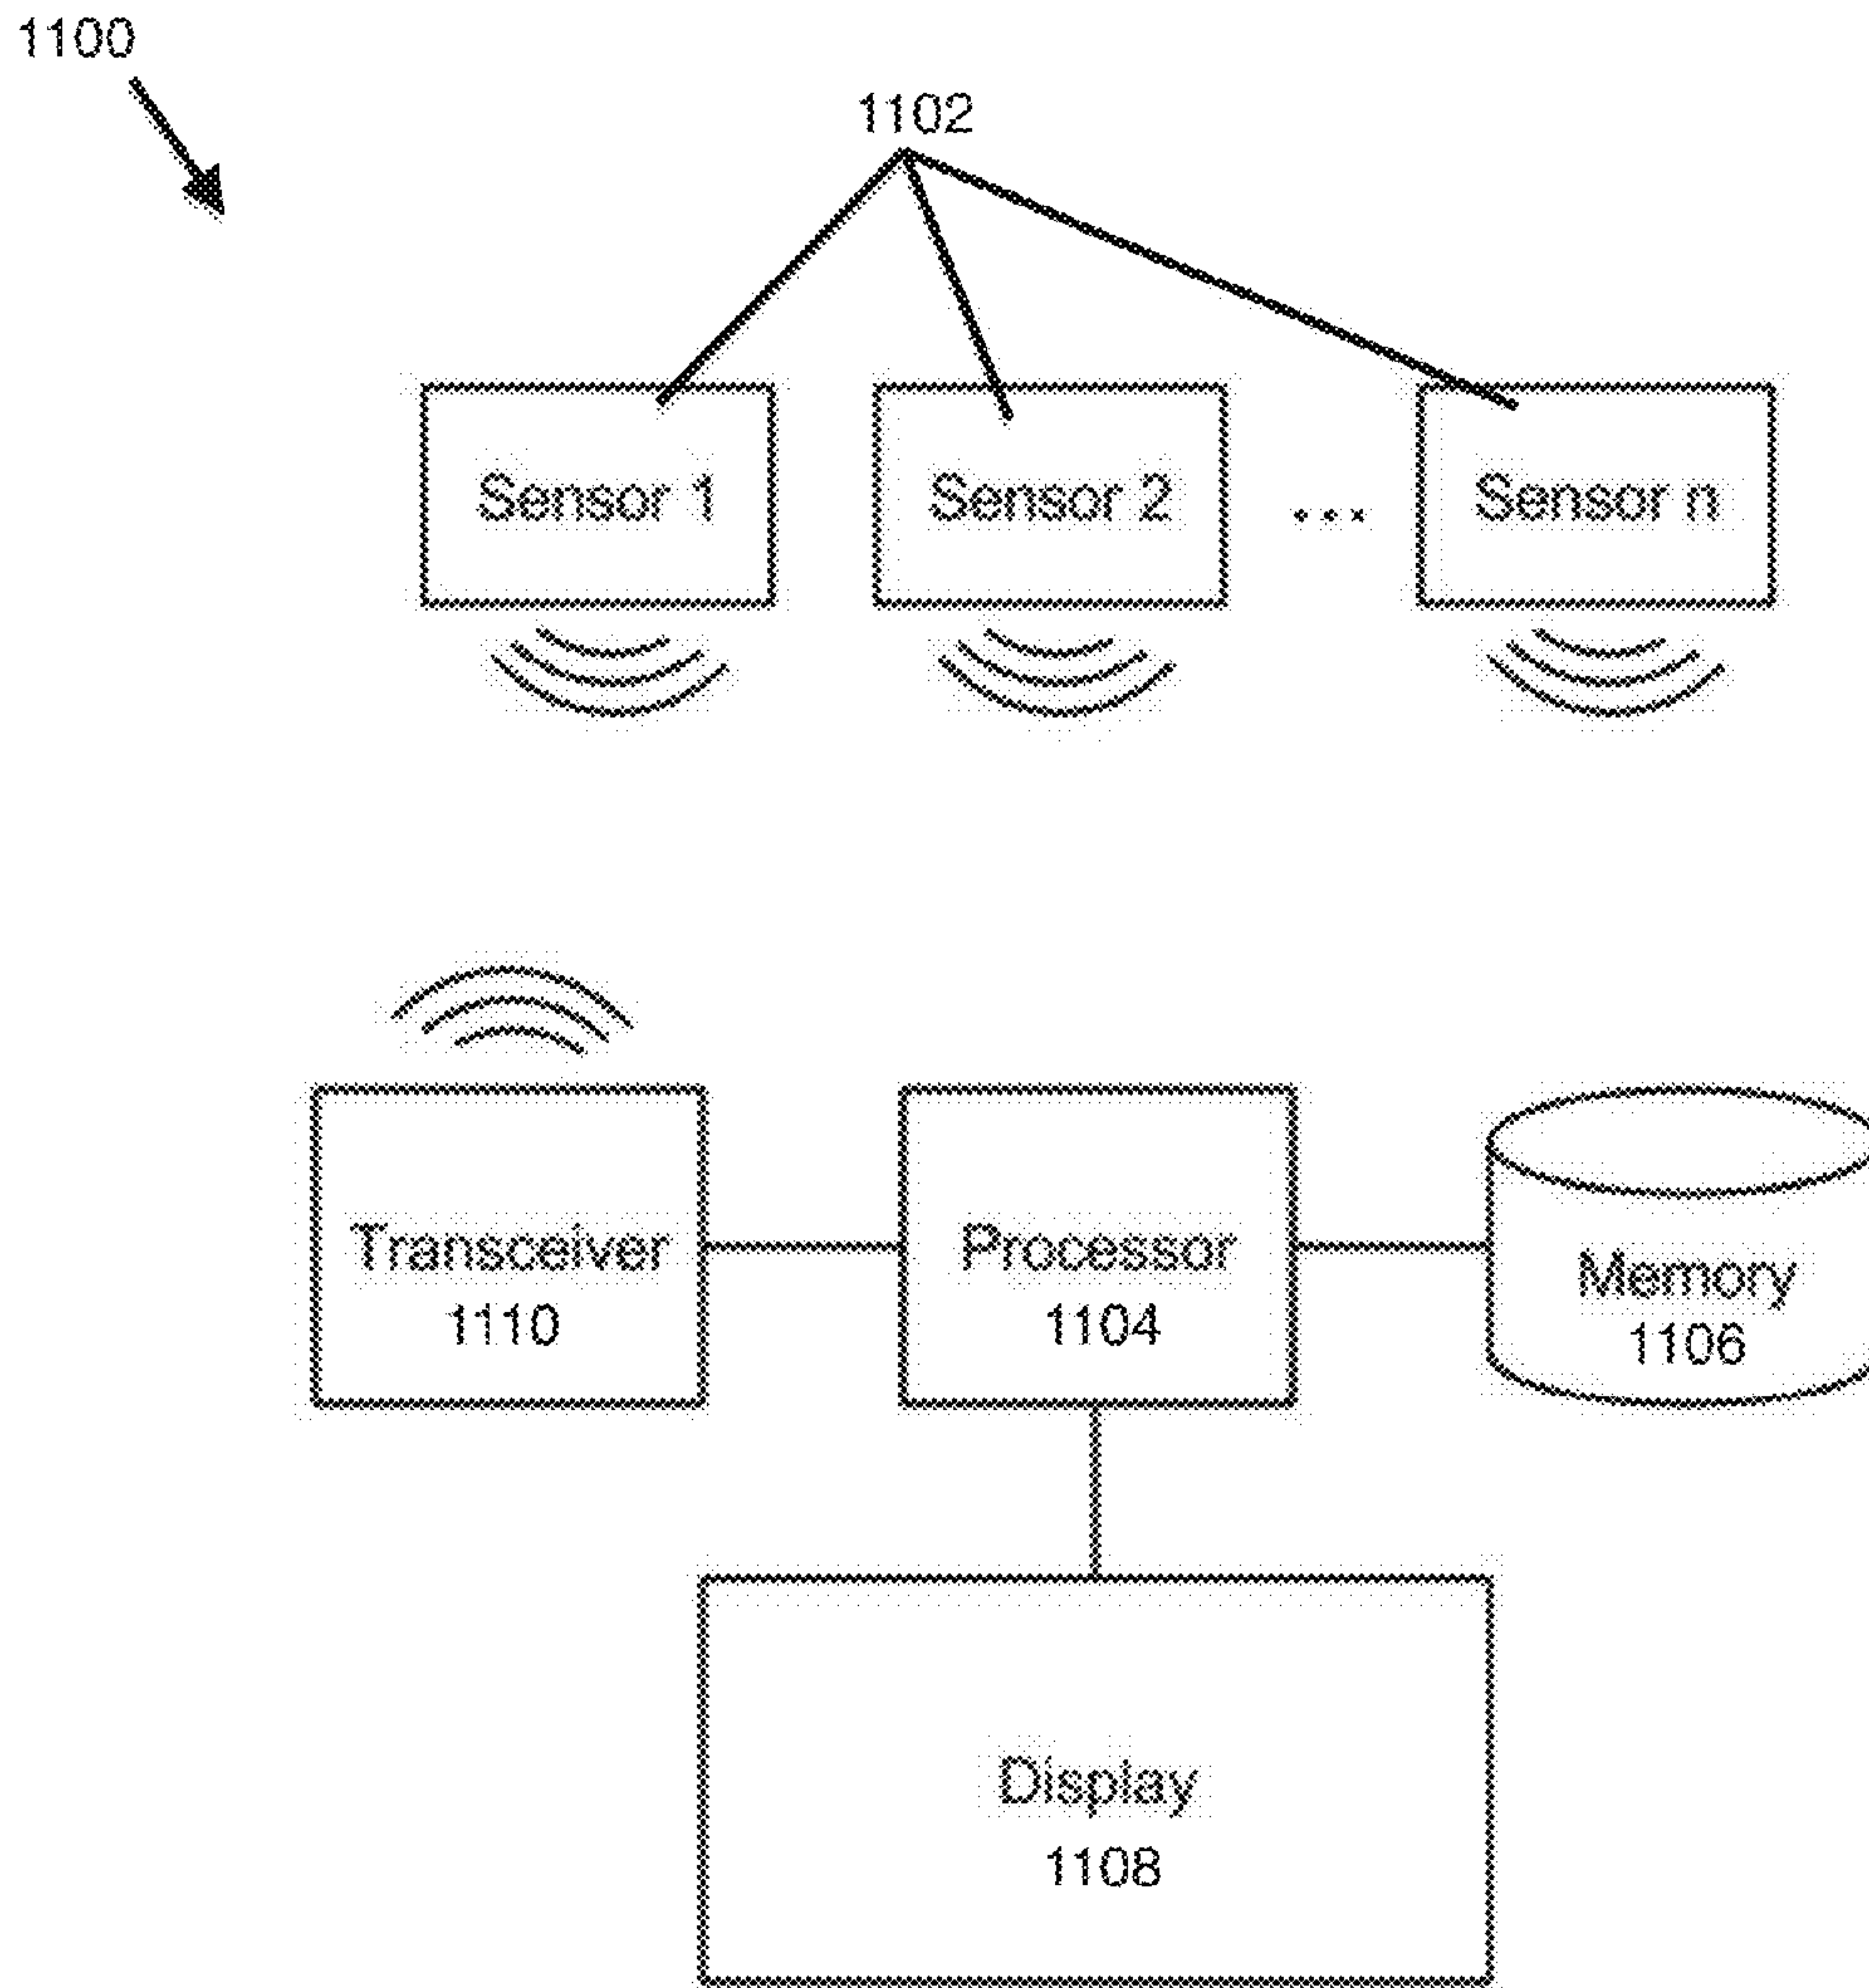 1100
1102
Sensor 1
Sensor 2
...
Sensor n
Transceiver
1110
Processor
1104
Memory
1106
Display
1108